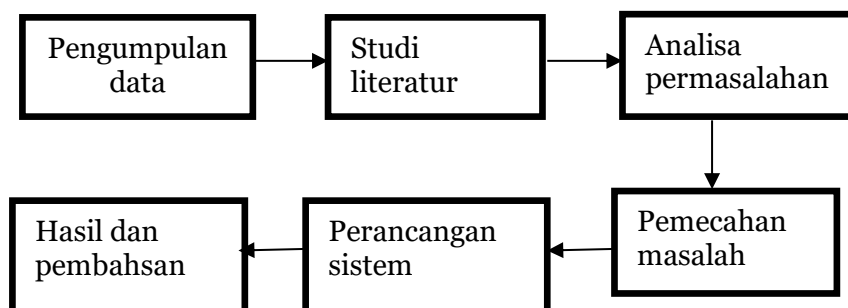 Pengumpulan
data
Studi
literatur
Analisa
permasalahan
Pemecahan
masalah
Perancangan
sistem
Hasil dan
pembahsan